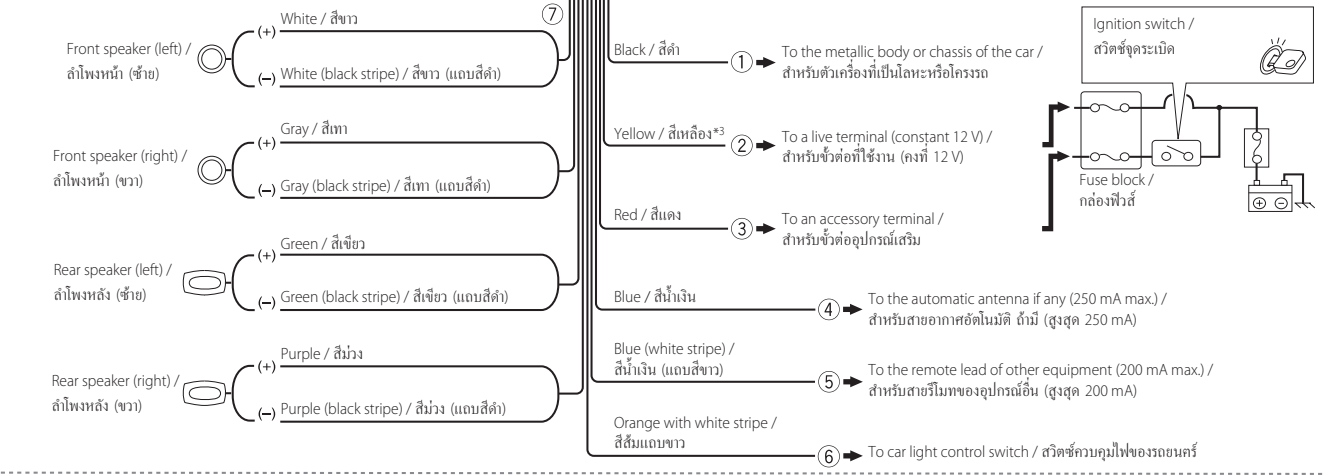 White / สีขาว
(+)
Front speaker (left) /
ลำโพงหน้า (ซ้าย)
(−)
White (black stripe) / สีขาว (แถบสีดำ)
Gray / สีเทา
(+)
Front speaker (right) /
ลำโพงหน้า (ขวา)
(−)
Gray (black stripe) / สีเทา (แถบสีดำ)
Green / สีเขียว
(+)
Rear speaker (left) /
ลำโพงหลัง (ซ้าย)
(−)
Green (black stripe) / สีเขียว (แถบสีดำ)
Purple / สีม่วง
(+)
Rear speaker (right) /
ลำโพงหลัง (ขวา)
(−)
Purple (black stripe) / สีม่วง (แถบสีดำ)
⑦
Black / สีดำ
①
To the metallic body or chassis of the car /
สำหรับตัวเครื่องที่เป็นโลหะหรือโครงรถ
Yellow / สีเหลือง*3
②
To a live terminal (constant 12 V) /
สำหรับขั้วต่อที่ใช้งาน (คงที่ 12 V)
Red / สีแดง
③
To an accessory terminal /
สำหรับขั้วต่ออุปกรณ์เสริม
Blue / สีน้ำเงิน
④
To the automatic antenna if any (250 mA max.) /
สำหรับสายอากาศอัตโนมัติ ถ้ามี (สูงสุด 250 mA)
Blue (white stripe) /
สีน้ำเงิน (แถบสีขาว)
⑤
To the remote lead of other equipment (200 mA max.) /
สำหรับสายรีโมทของอุปกรณ์อื่น (สูงสุด 200 mA)
Orange with white stripe /
สีส้มแถบขาว
⑥
To car light control switch / สวิตซ์ควบคุมไฟของรถยนตร์
Ignition switch /
สวิตช์จุดระเบิด
Fuse block /
กล่องฟิวส์
⊕ ⊖